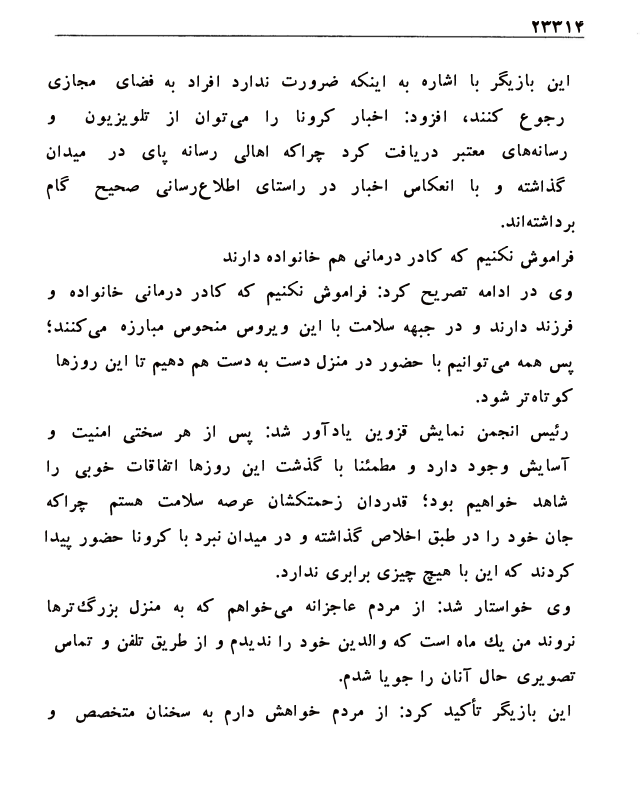 ۲۳۳۱۴
این بازیگر با اشاره به اینکه ضرورت ندارد افراد به فضای مجازی
رجوع کنند، افزود: اخبار کرونا را می‌توان از تلویزیون و
رسانه‌های معتبر دریافت کرد چراکه اهالی رسانه پای در میدان
گذاشته و با انعکاس اخبار در راستای اطلاع‌رسانی صحیح گام
برداشته‌اند.
فراموش نکنیم که کادر درمانی هم خانواده دارند
وی در ادامه تصریح کرد: فراموش نکنیم که کادر درمانی خانواده و
فرزند دارند و در جبهه سلامت با این ویروس منحوس مبارزه می‌کنند؛
پس همه می‌توانیم با حضور در منزل دست به دست هم دهیم تا این روزها
کوتاه‌تر شود.
رئیس انجمن نمایش قزوین یادآور شد: پس از هر سختی امنیت و
آسایش وجود دارد و مطمئنا با گذشت این روزها اتفاقات خوبی را
شاهد خواهیم بود؛ قدردان زحمتکشان عرصه سلامت هستم چراکه
جان خود را در طبق اخلاص گذاشته و در میدان نبرد با کرونا حضور پیدا
کردند که این با هیچ چیزی برابری ندارد.
وی خواستار شد: از مردم عاجزانه می‌خواهم که به منزل بزرگ‌ترها
نروند من یك ماه است که والدین خود را ندیدم و از طریق تلفن و تماس
تصویری حال آنان را جویا شدم.
این بازیگر تأکید کرد: از مردم خواهش دارم به سخنان متخصص و